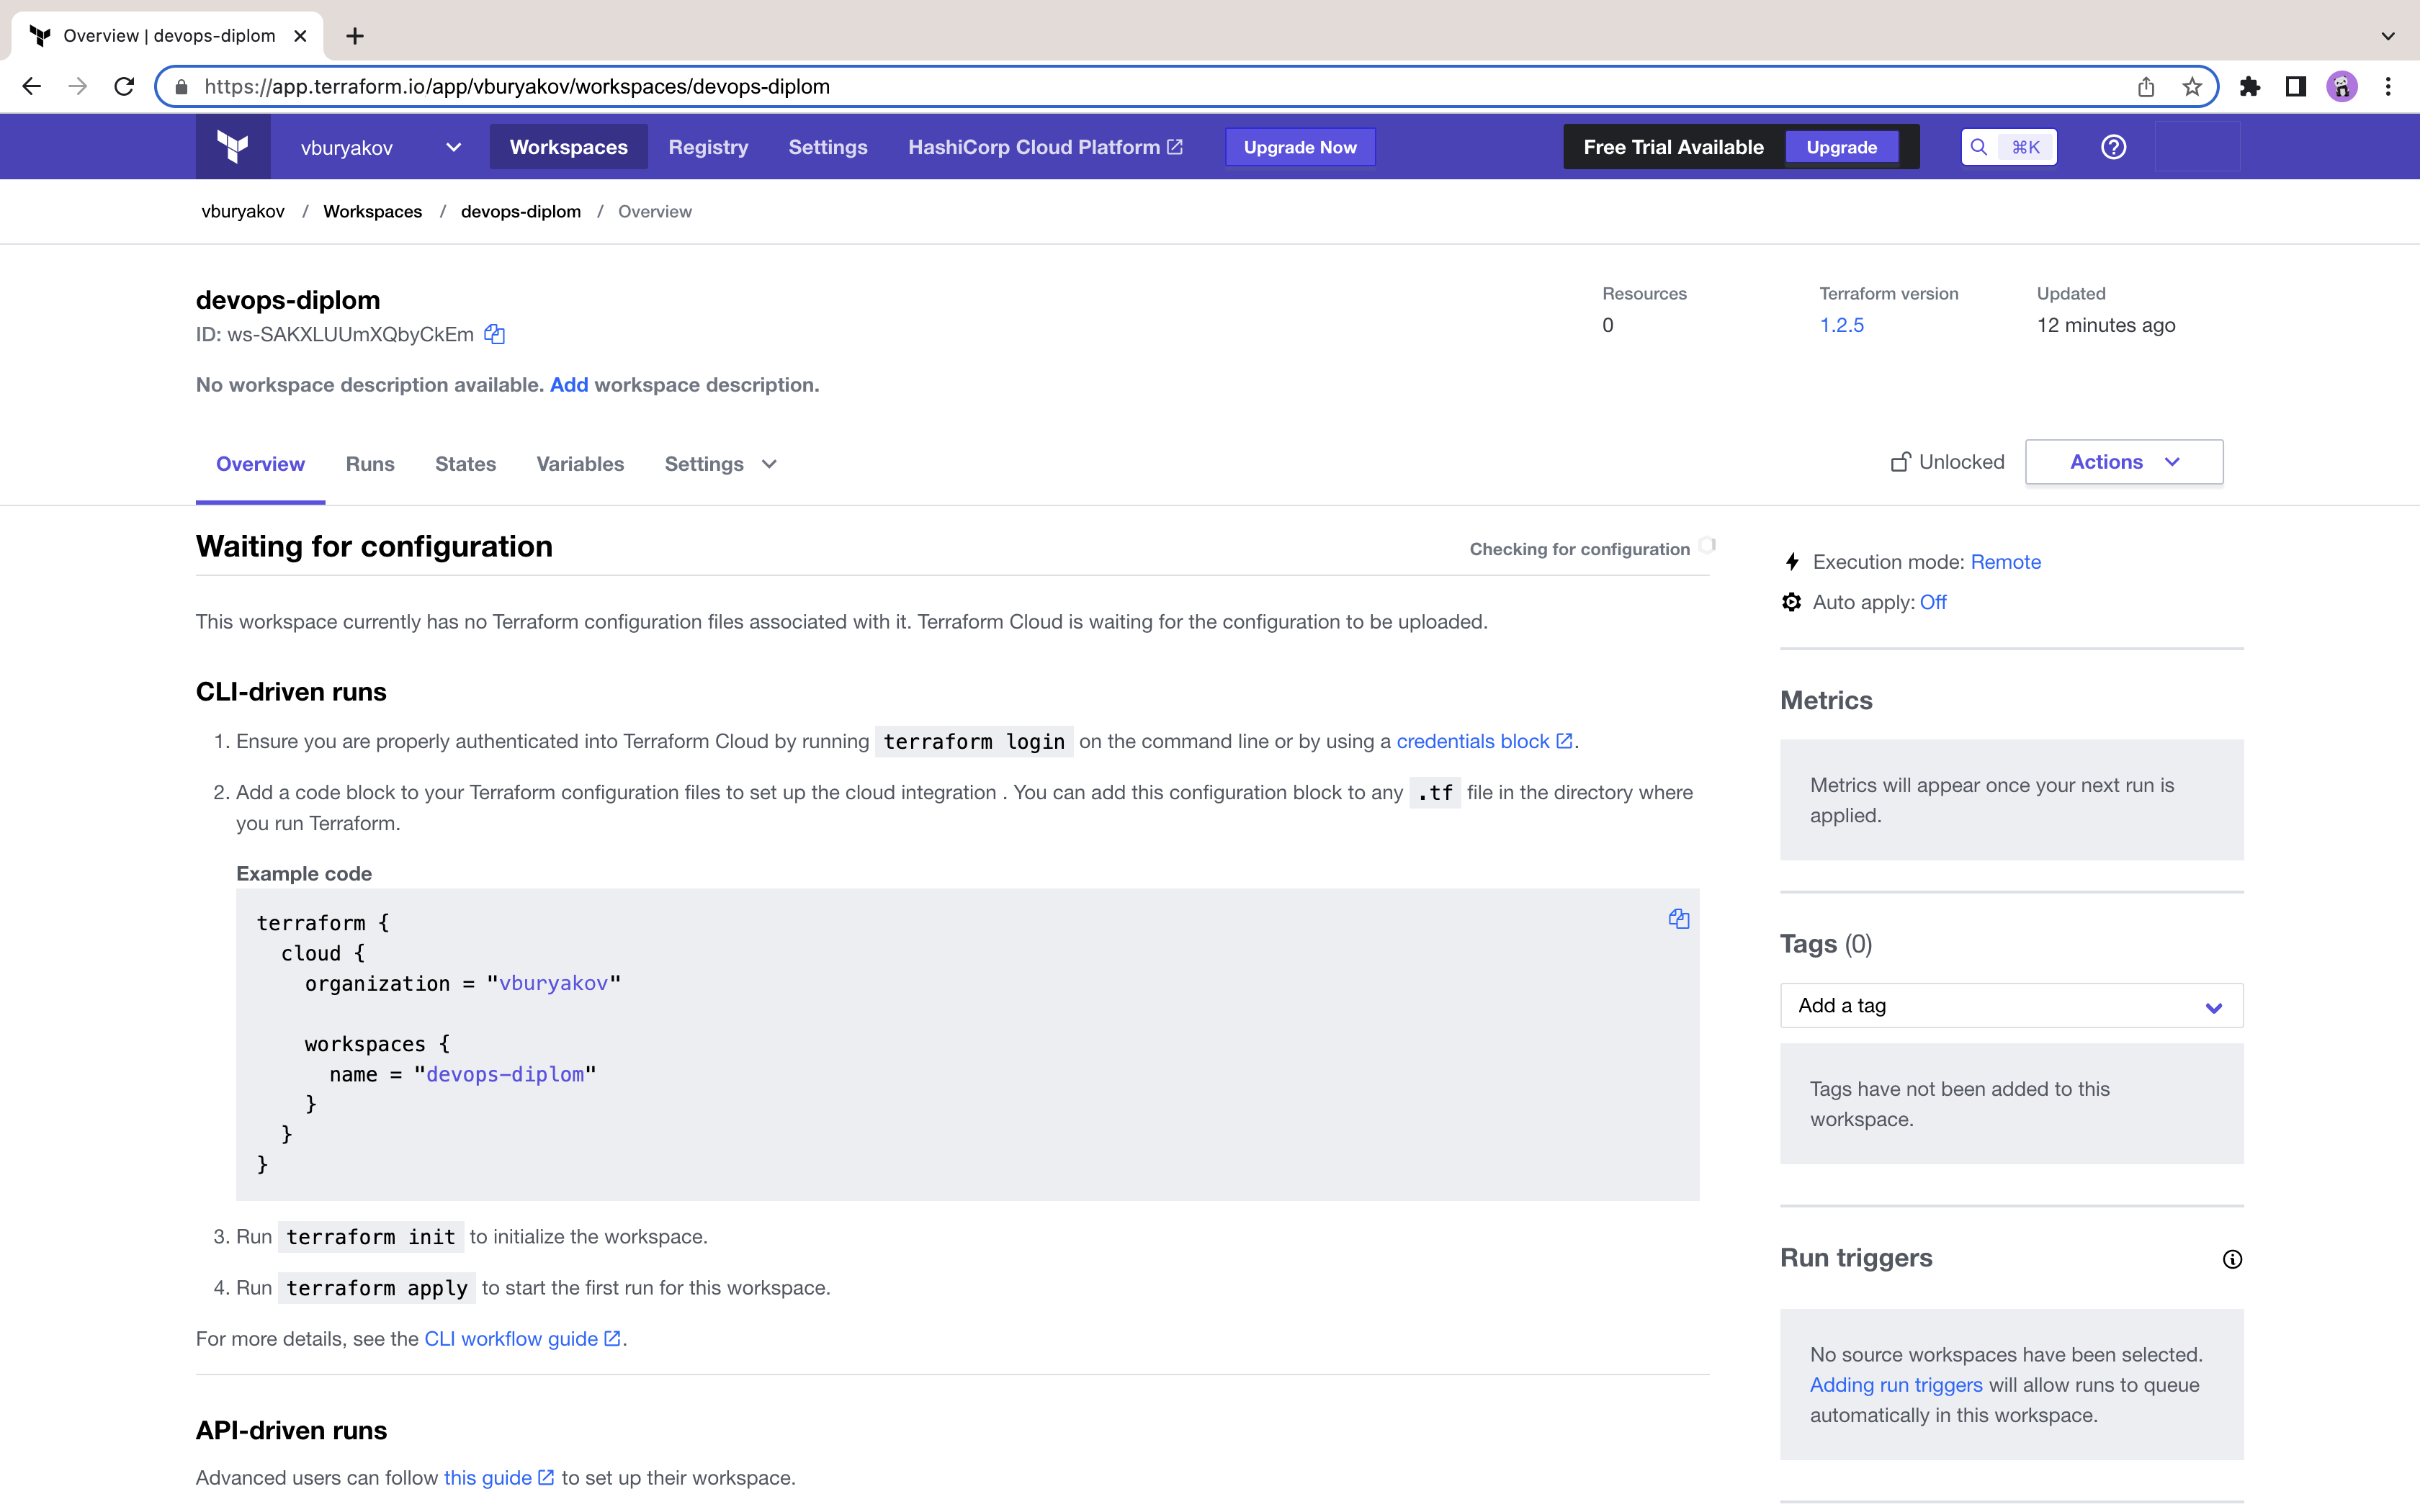 Overview | devops-diplom
https://app.terraform.io/app/vburyakov/workspaces/devops-diplom
vburyakov
Workspaces
Registry
Settings
HashiCorp Cloud Platform
Upgrade Now
Free Trial Available
Upgrade
⌘K
vburyakov / Workspaces / devops-diplom / Overview
devops-diplom
ID: ws-SAKXLUUmXQbyCkEm
No workspace description available. Add workspace description.
Resources
0
Terraform version
1.2.5
Updated
12 minutes ago
Overview
Runs
States
Variables
Settings
Unlocked
Actions
Waiting for configuration
Checking for configuration
This workspace currently has no Terraform configuration files associated with it. Terraform Cloud is waiting for the configuration to be uploaded.
CLI-driven runs
1. Ensure you are properly authenticated into Terraform Cloud by running terraform login on the command line or by using a credentials block.
2. Add a code block to your Terraform configuration files to set up the cloud integration . You can add this configuration block to any .tf file in the directory where
you run Terraform.
Example code
terraform {
cloud {
organization = "vburyakov"
workspaces {
name = "devops-diplom"
}
}
}
3. Run terraform init to initialize the workspace.
4. Run terraform apply to start the first run for this workspace.
For more details, see the CLI workflow guide.
API-driven runs
Advanced users can follow this guide to set up their workspace.
Execution mode: Remote
Auto apply: Off
Metrics
Metrics will appear once your next run is
applied.
Tags (0)
Add a tag
Tags have not been added to this
workspace.
Run triggers
No source workspaces have been selected.
Adding run triggers will allow runs to queue
automatically in this workspace.